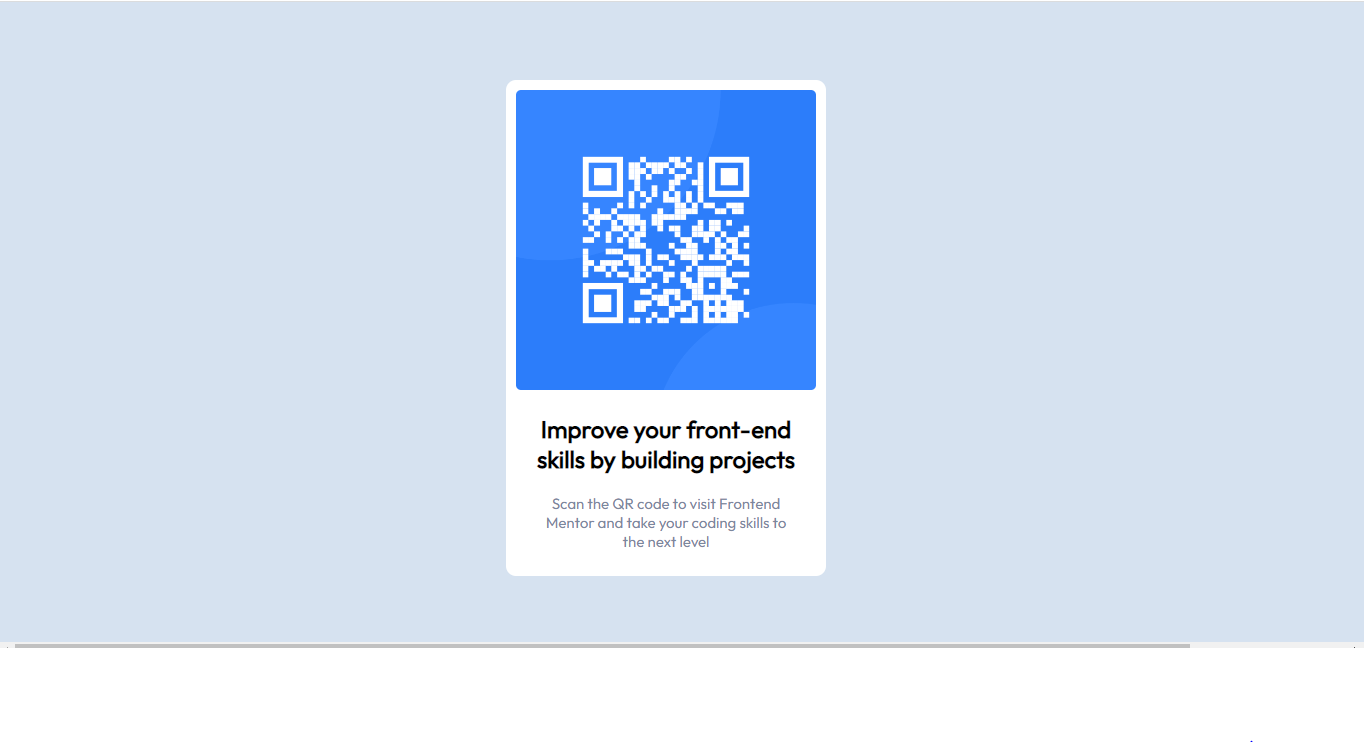 Improve your front-end
skills by building projects
Scan the QR code to visit Frontend
Mentor and take your coding skills to
the next level